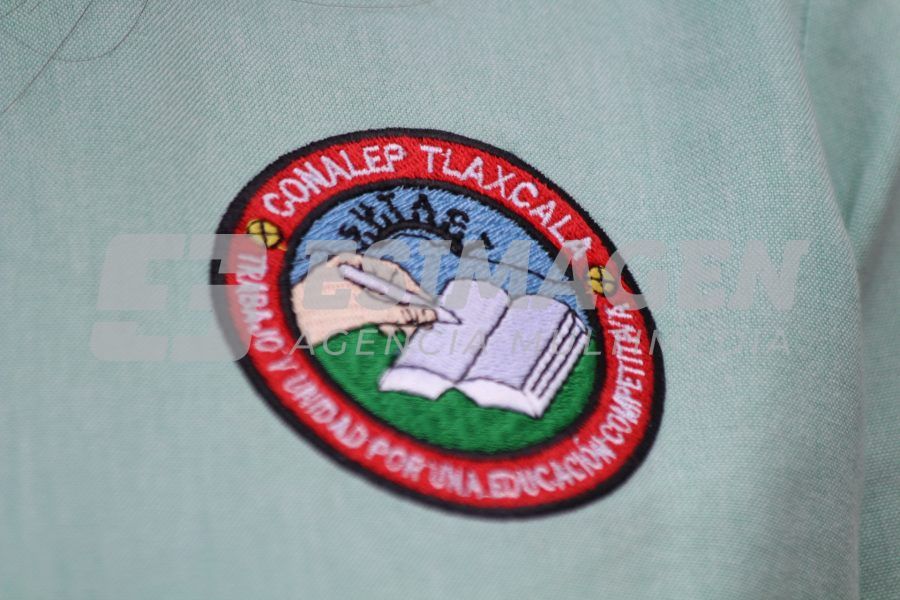 CONALEP TLAXCALA
TRABAJO Y UNIDAD POR UNA EDUCACIÓN COMPETITIVA
ESIMAGEN
AGENCIA MULTIMEDIA